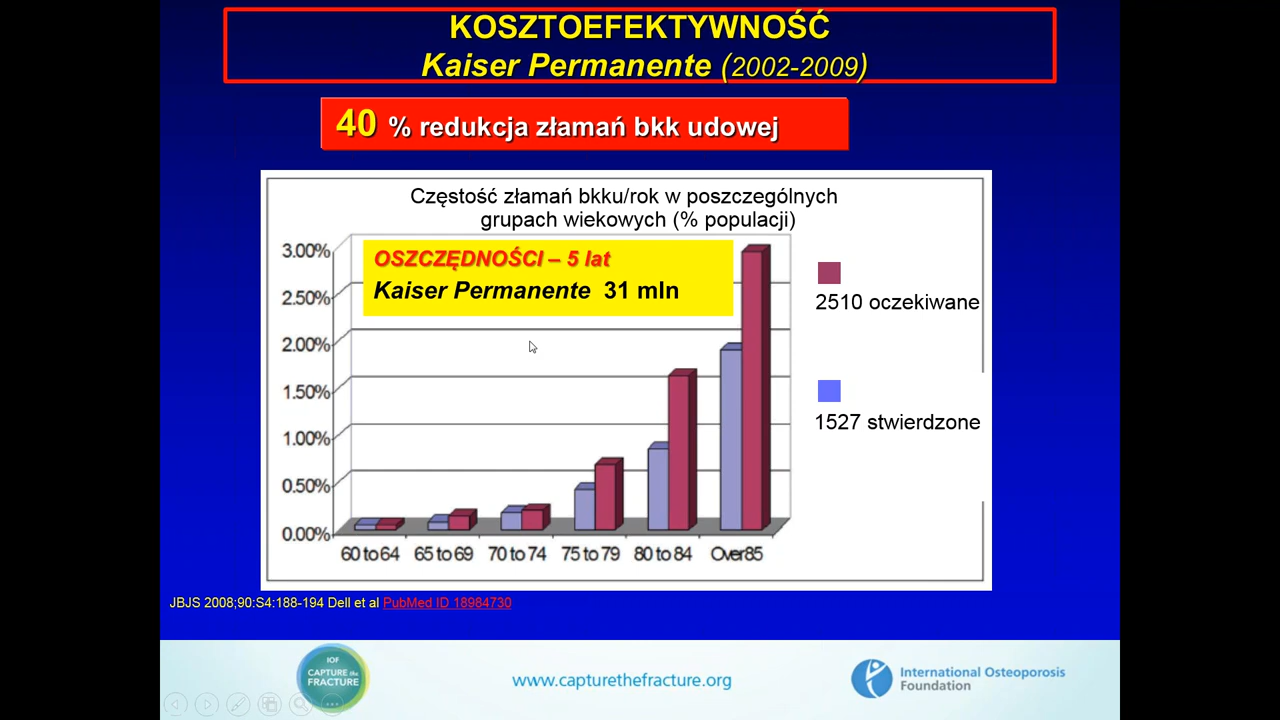 KOSZTOEFEKTYWNOŚĆ
Kaiser Permanente (2002-2009)
40 % redukcja złamań bkk udowej
Częstość złamań bkku/rok w poszczególnych
grupach wiekowych (% populacji)
OSZCZĘDNOŚCI – 5 lat
Kaiser Permanente 31 mln
3.00%
2.50%
2.00%
1.50%
1.00%
0.50%
0.00%
60 to 64 65 to 69 70 to 74 75 to 79 80 to 84 Over 85
2510 oczekiwane
1527 stwierdzone
JBJS 2008;90:S4:188-194 Dell et al PubMed ID 18984730
IOF
CAPTURE the
FRACTURE
www.capturethefracture.org
International Osteoporosis
Foundation